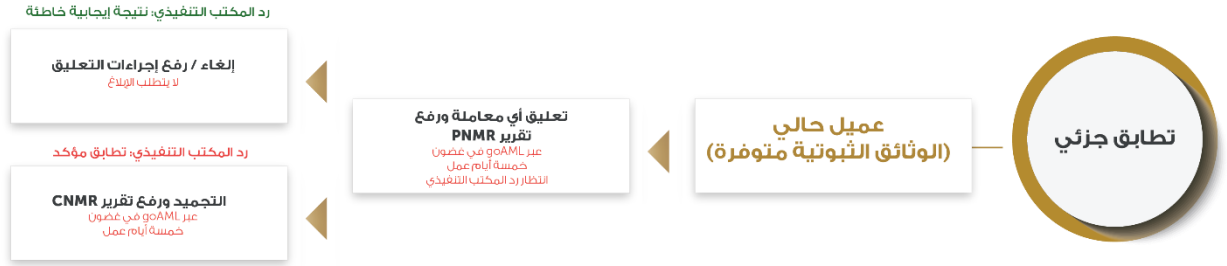 تطابق جزئي
عميل حالي
(الوثائق الثبوتية متوفرة)
تعليق أي معاملة ورفع
تقرير PNMR
عبر goAML في غضون
خمسة أيام عمل
انتظار رد المكتب التنفيذي
رد المكتب التنفيذي: نتيجة إيجابية خاطئة
إلغاء / رفع إجراءات التعليق
لا يتطلب الإبلاغ
رد المكتب التنفيذي: تطابق مؤكد
التجميد ورفع تقرير CNMR
عبر goAML في غضون
خمسة أيام عمل